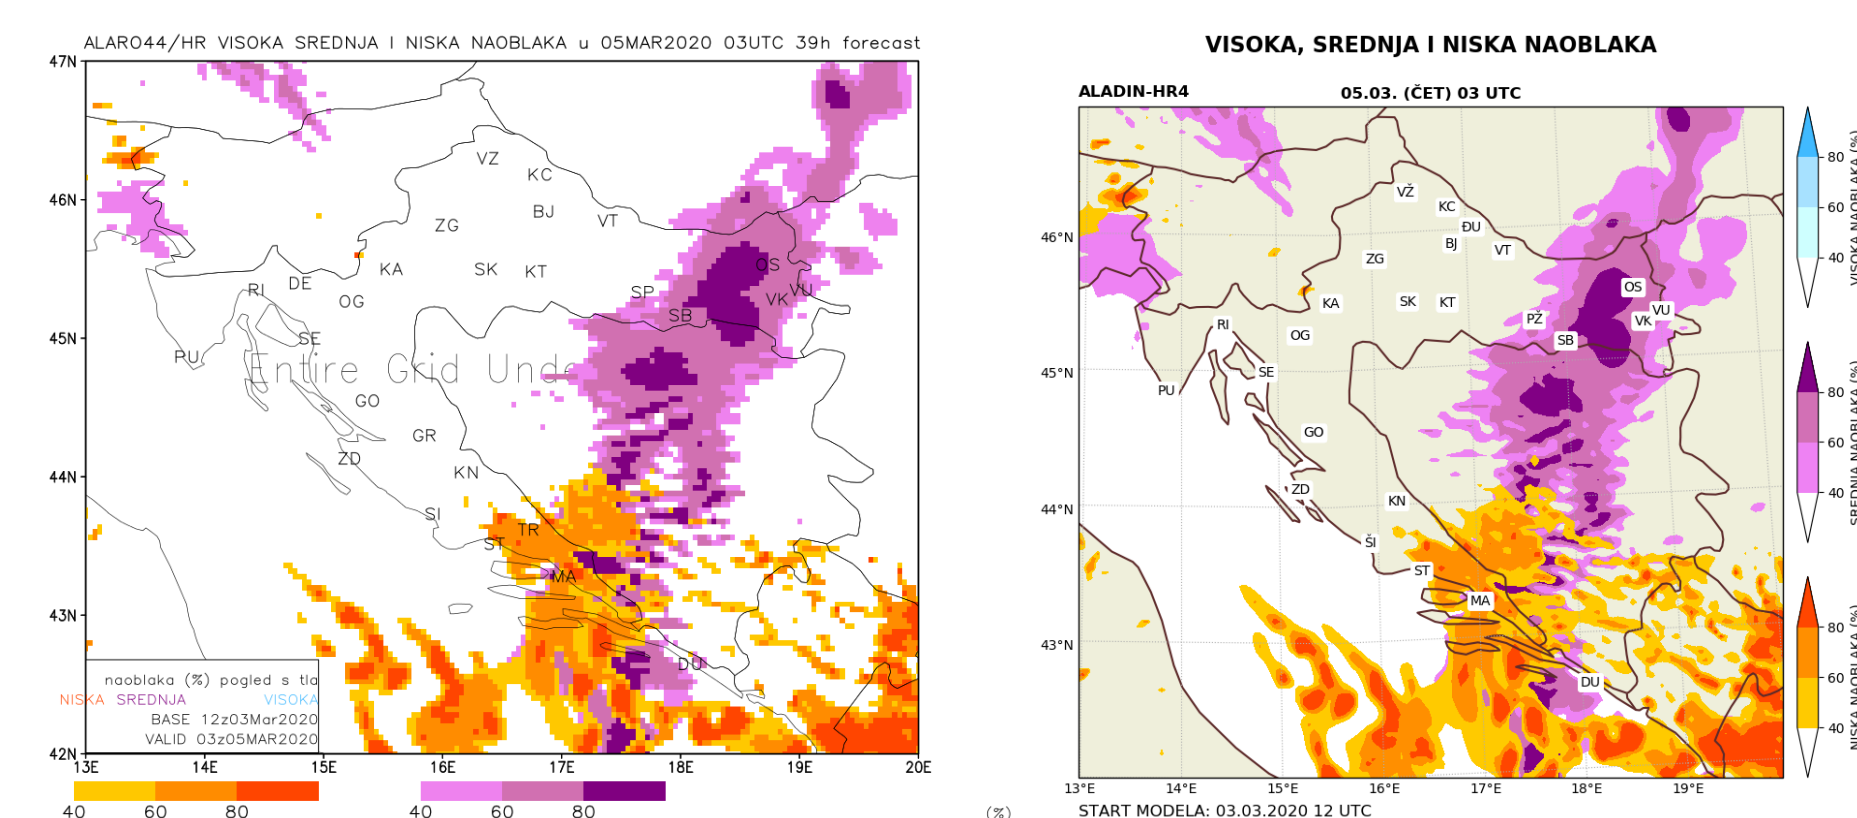 ALARO44/HR VISOKA SREDNJA I NISKA NAOBLAKA u 05MAR2020 03UTC 39h forecast
47N
46N
45N
44N
43N
42N
13E 14E 15E 16E 17E 18E 19E 20E
VZ
KC
BJ
VT
ZG
KA
SK
KT
DE
RI
OG
SP
OS
VK
VU
SB
SE
PU
Entire Grid Unde
GO
GR
ZD
KN
SI
TR
ST
MA
DU
naoblaka (%) pogled s tla
NISKA SREDNJA VISOKA
BASE 12z03Mar2020
VALID 03z05MAR2020
40 60 80
40 60 80
(%)
VISOKA, SREDNJA I NISKA NAOBLAKA
ALADIN-HR4 05.03. (ČET) 03 UTC
46°N
45°N
44°N
43°N
13°E 14°E 15°E 16°E 17°E 18°E 19°E
VŽ
KC
ĐU
BJ
VT
ZG
KA
SK
KT
OS
VU
VK
PŽ
SB
RI
OG
SE
PU
GO
ZD
KN
ŠI
ST
MA
DU
START MODELA: 03.03.2020 12 UTC
80
60
40
VISOKA NAOBLAKA (%)
80
60
40
SREDNJA NAOBLAKA (%)
80
60
40
NISKA NAOBLAKA (%)